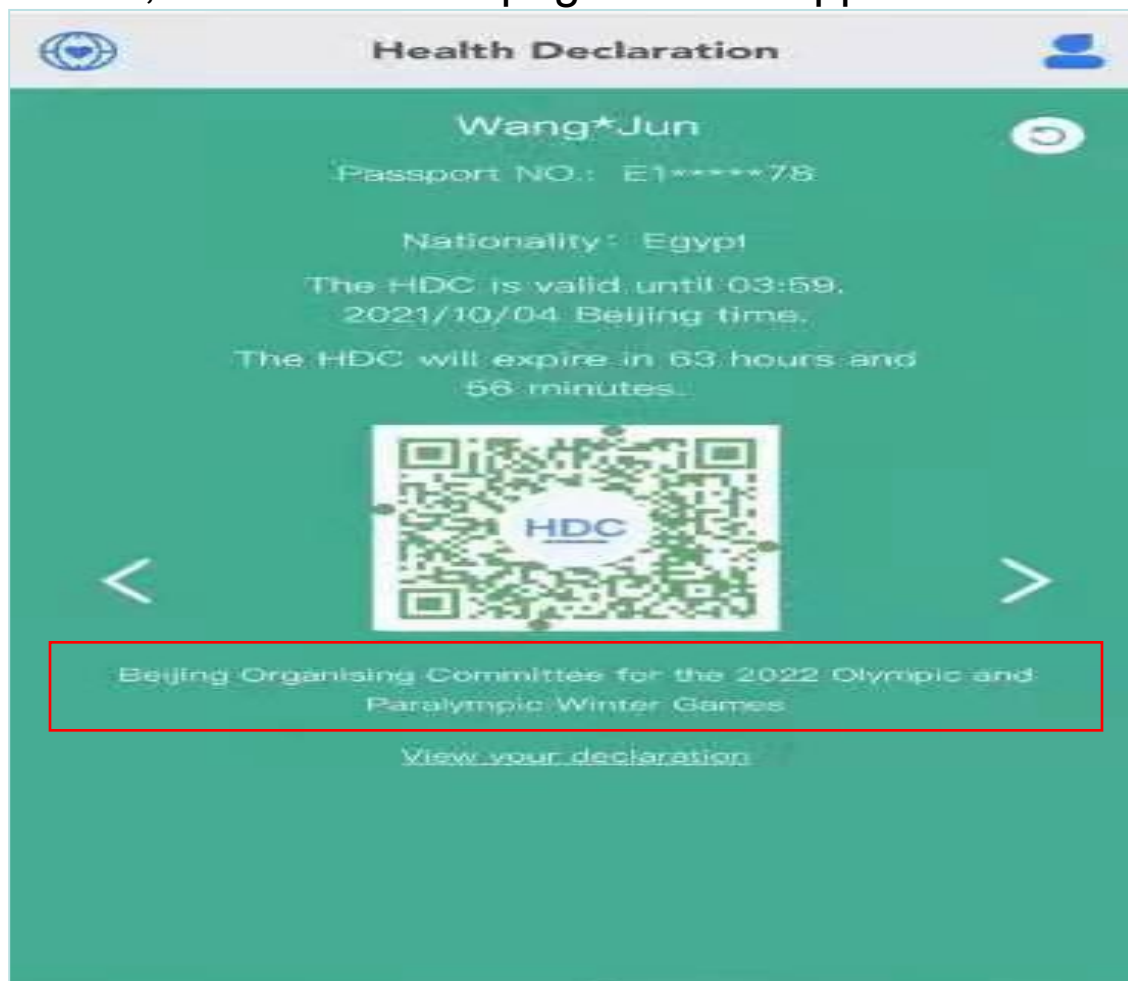 Health Declaration
Wang*Jun
Passport NO.: E1*****78
Nationality: Egypt
The HDC is valid until 03:59,
2021/10/04 Beijing time.
The HDC will expire in 63 hours and
56 minutes.
HDC
Beijing Organising Committee for the 2022 Olympic and
Paralympic Winter Games
View your declaration